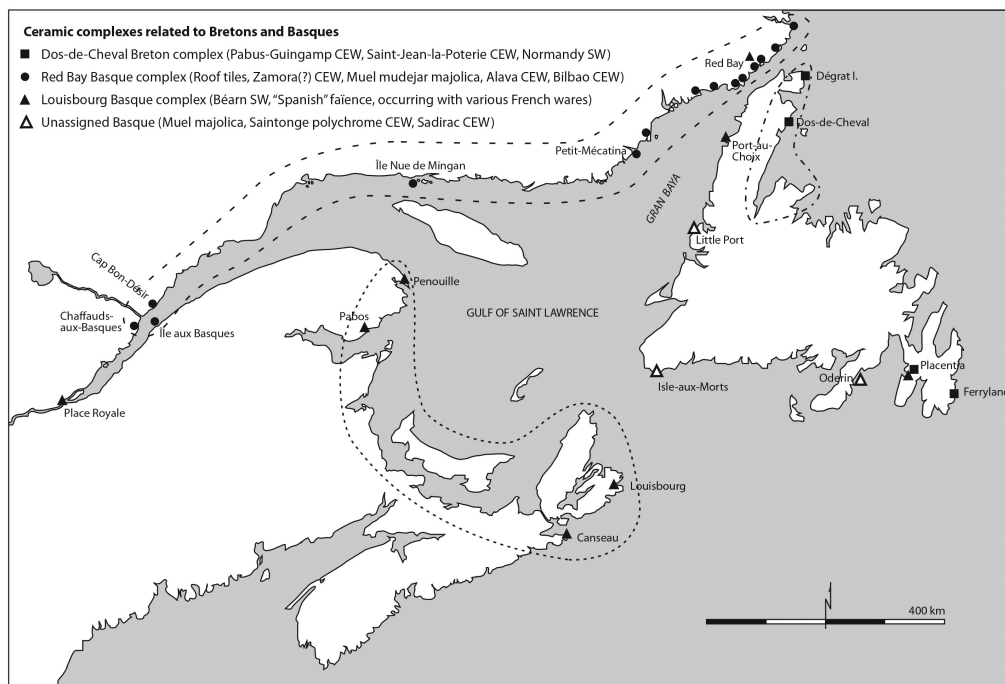 Ceramic complexes related to Bretons and Basques
Dos-de-Cheval Breton complex (Pabus-Guingamp CEW, Saint-Jean-la-Poterie CEW, Normandy SW)
Red Bay Basque complex (Roof tiles, Zamora(?) CEW, Muel mudejar majolica, Alava CEW, Bilbao CEW)
Louisbourg Basque complex (Béarn SW, “Spanish” faïence, occurring with various French wares)
Unassigned Basque (Muel majolica, Saintonge polychrome CEW, Sadirac CEW)
Red Bay
Dégrat I.
Dos-de-Cheval
Port-au-
Choix
Petit-Mécatina
Île Nue de Mingan
GRAN BAYA
Little Port
Cap Bon-Désir
Chaffauds-
aux-Basques
Île aux Basques
Penouille
Pabos
GULF OF SAINT LAWRENCE
Isle-aux-Morts
Oderin
Placentia
Ferryland
Place Royale
Louisbourg
Canseau
N
400 km